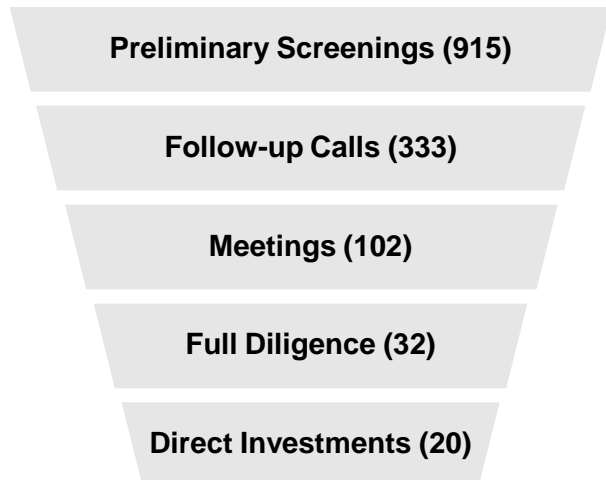 Preliminary Screenings (915)
Follow-up Calls (333)
Meetings (102)
Full Diligence (32)
Direct Investments (20)